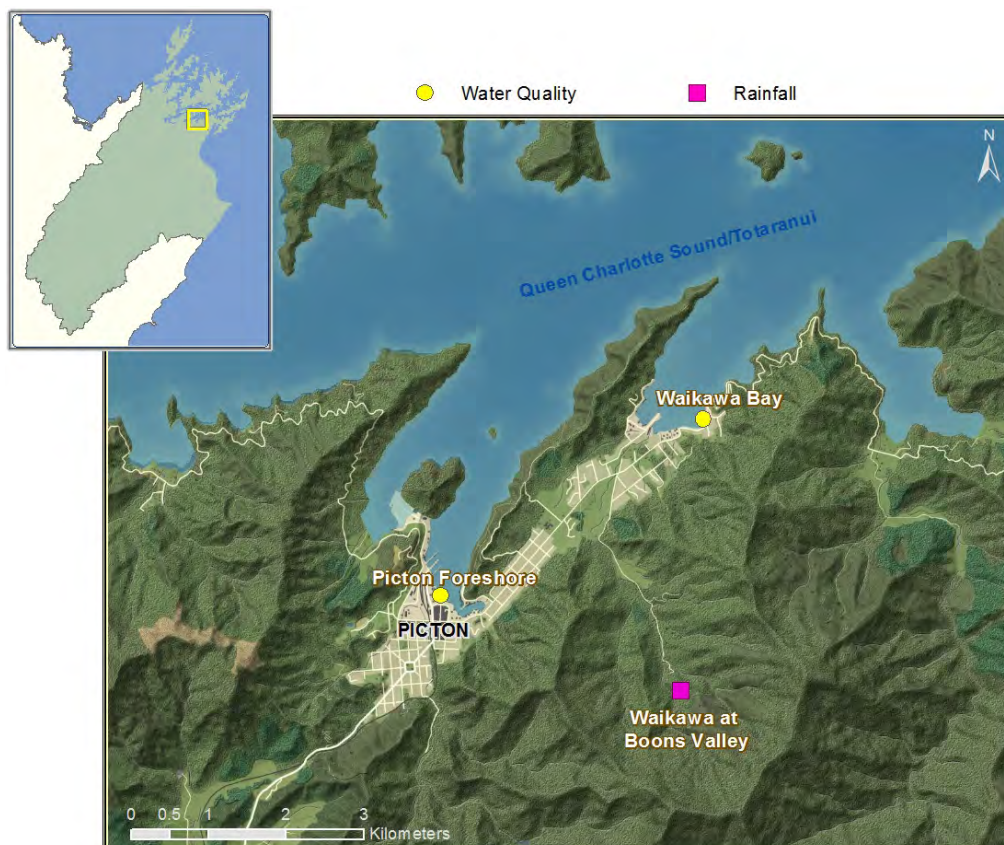 Water Quality
Rainfall
N
Queen Charlotte Sound/Totaranui
Waikawa Bay
Picton Foreshore
PICTON
Waikawa at
Boons Valley
0 0.5 1 2 3
Kilometers